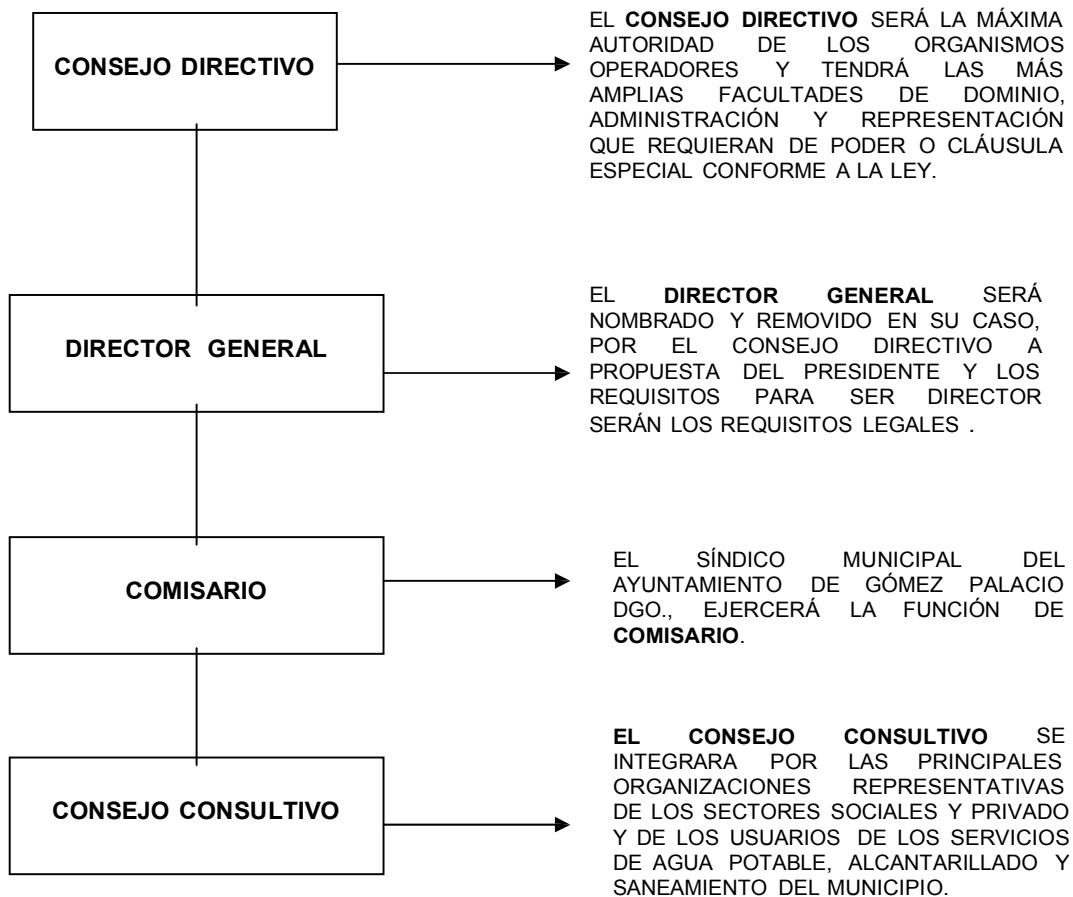 CONSEJO DIRECTIVO
EL CONSEJO DIRECTIVO SERÁ LA MÁXIMA
AUTORIDAD DE LOS ORGANISMOS
OPERADORES Y TENDRÁ LAS MÁS
AMPLIAS FACULTADES DE DOMINIO,
ADMINISTRACIÓN Y REPRESENTACIÓN
QUE REQUIERAN DE PODER O CLÁUSULA
ESPECIAL CONFORME A LA LEY.
DIRECTOR GENERAL
EL DIRECTOR GENERAL SERÁ
NOMBRADO Y REMOVIDO EN SU CASO,
POR EL CONSEJO DIRECTIVO A
PROPUESTA DEL PRESIDENTE Y LOS
REQUISITOS PARA SER DIRECTOR
SERÁN LOS REQUISITOS LEGALES .
COMISARIO
EL SÍNDICO MUNICIPAL DEL
AYUNTAMIENTO DE GÓMEZ PALACIO
DGO., EJERCERÁ LA FUNCIÓN DE
COMISARIO.
CONSEJO CONSULTIVO
EL CONSEJO CONSULTIVO SE
INTEGRARA POR LAS PRINCIPALES
ORGANIZACIONES REPRESENTATIVAS
DE LOS SECTORES SOCIALES Y PRIVADO
Y DE LOS USUARIOS DE LOS SERVICIOS
DE AGUA POTABLE, ALCANTARILLADO Y
SANEAMIENTO DEL MUNICIPIO.